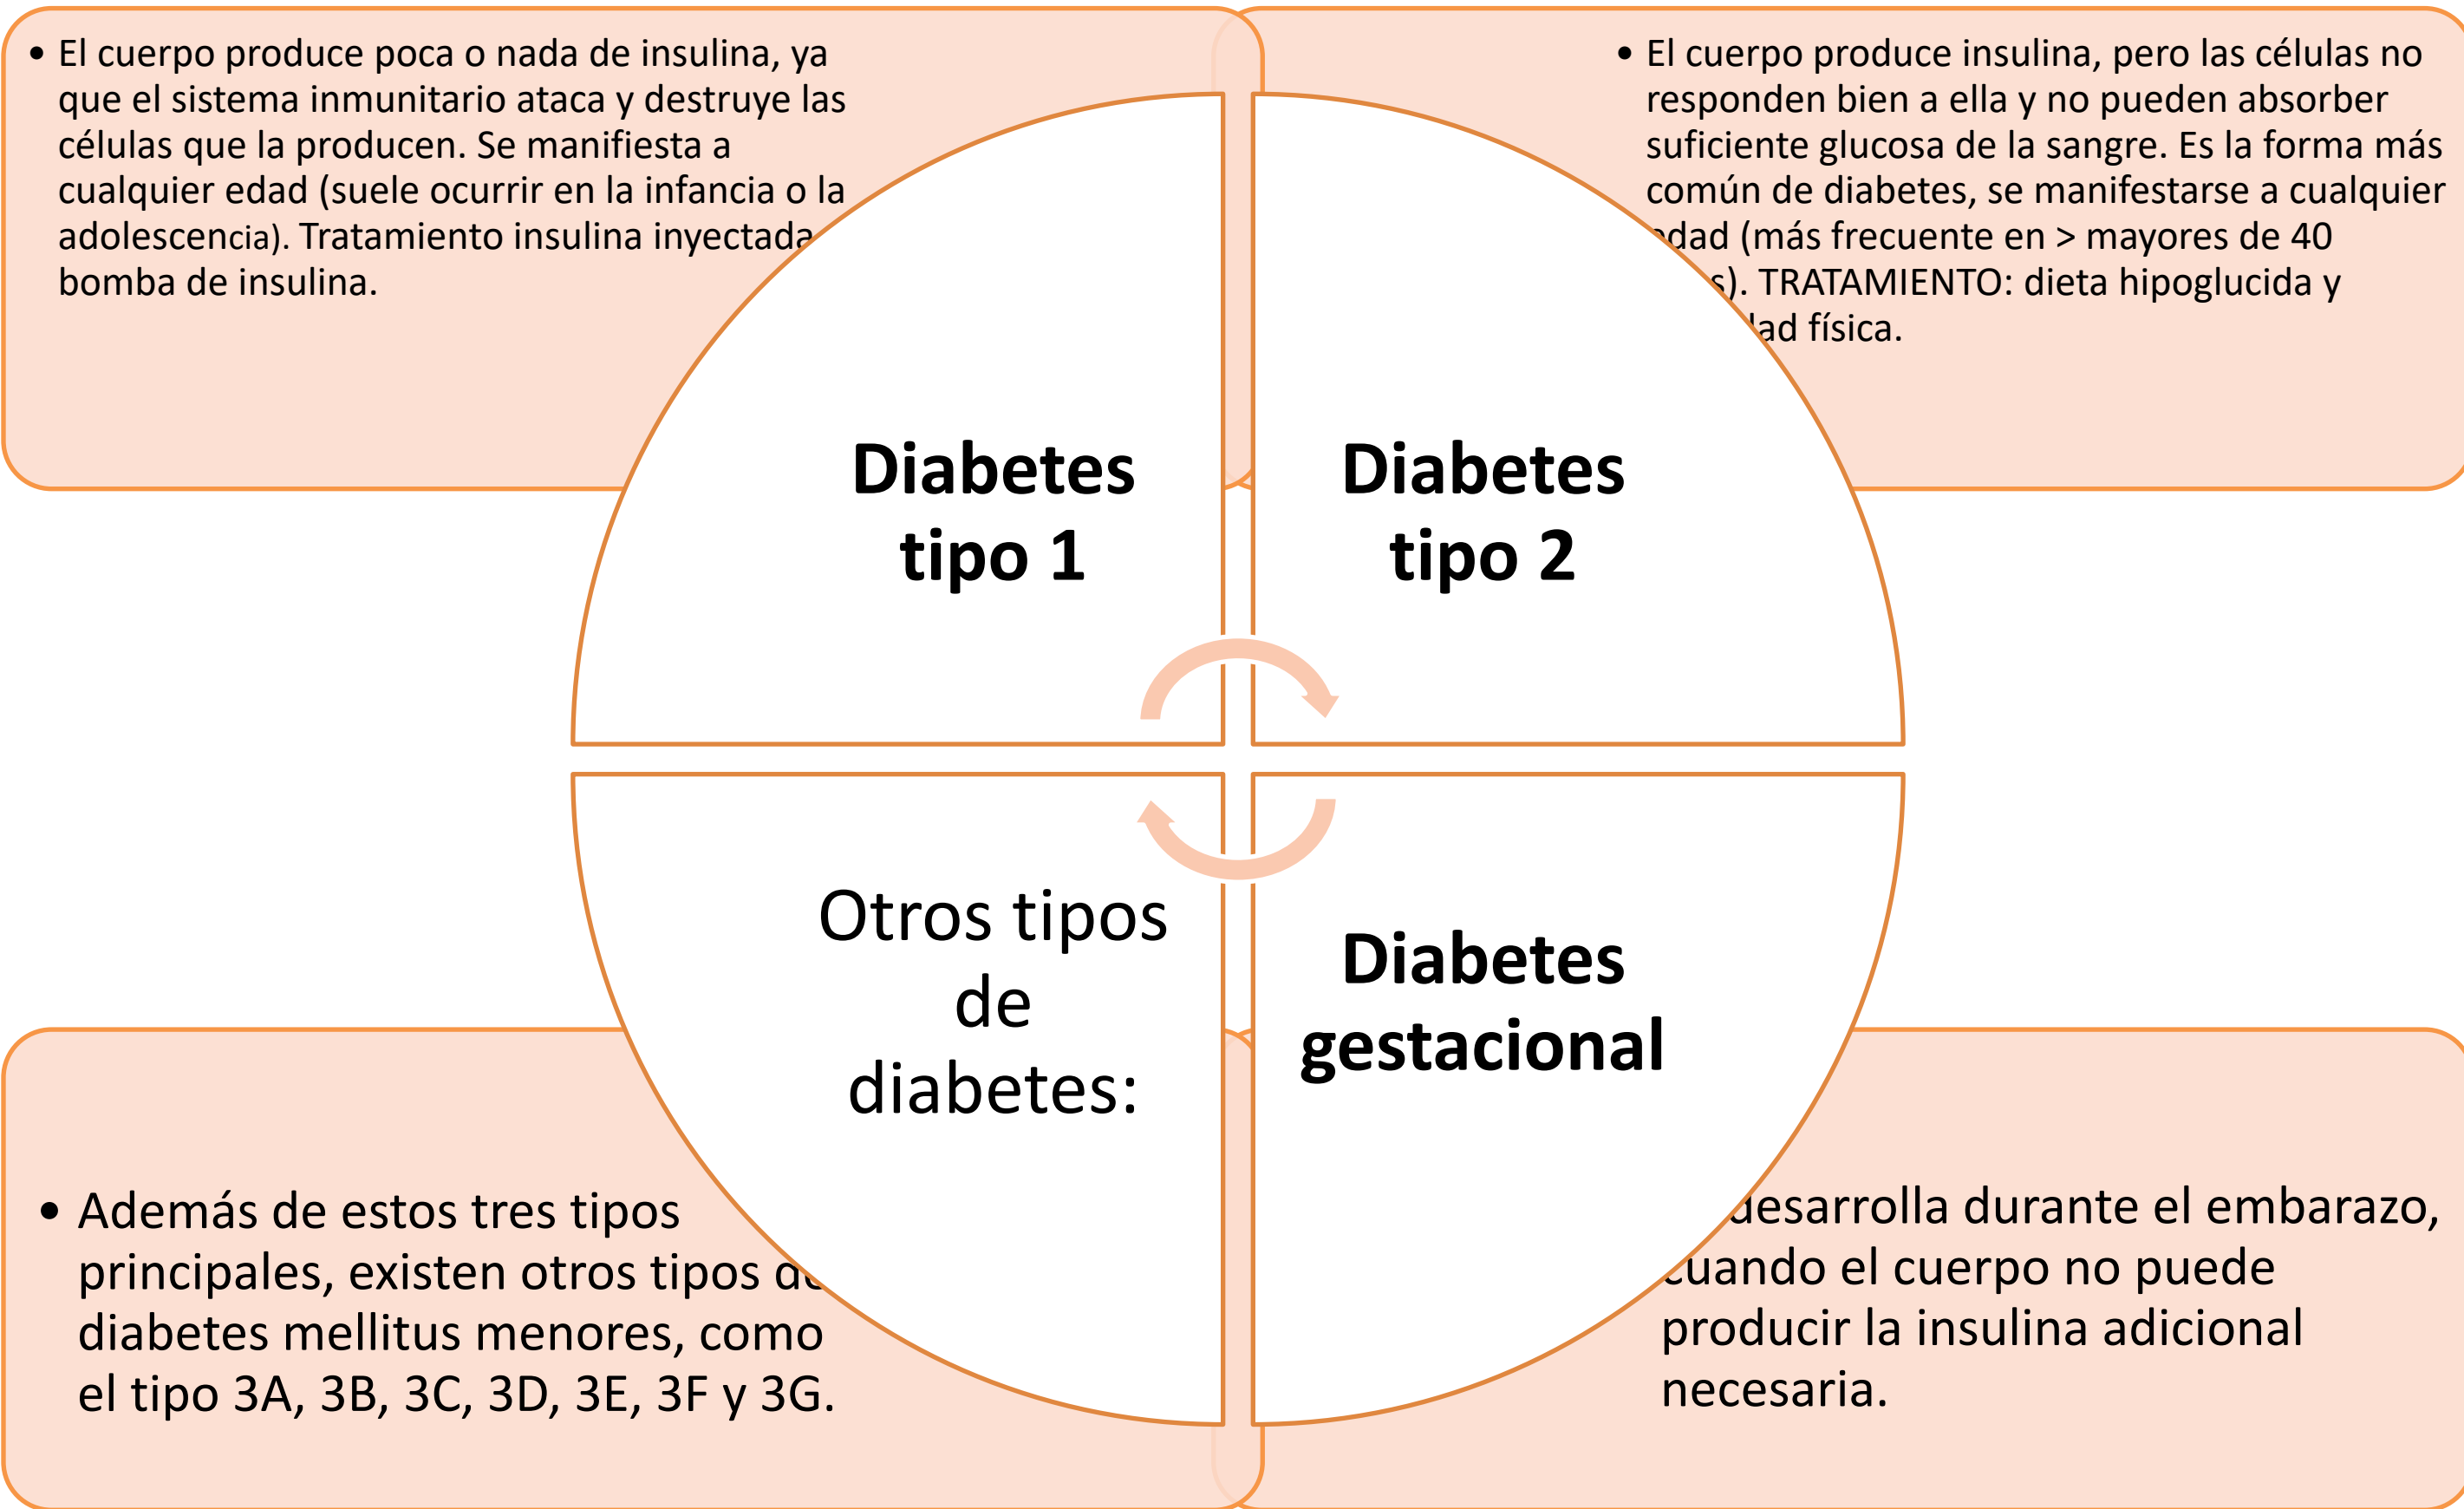 • El cuerpo produce poca o nada de insulina, ya
que el sistema inmunitario ataca y destruye las
células que la producen. Se manifiesta a
cualquier edad (suele ocurrir en la infancia o la
adolescencia). Tratamiento insulina inyectada
bomba de insulina.
• El cuerpo produce insulina, pero las células no
responden bien a ella y no pueden absorber
suficiente glucosa de la sangre. Es la forma más
común de diabetes, se manifestarse a cualquier
edad (más frecuente en > mayores de 40
s). TRATAMIENTO: dieta hipoglucida y
dad física.
Diabetes
tipo 1
Diabetes
tipo 2
Otros tipos
de
diabetes:
Diabetes
gestacional
• Además de estos tres tipos
principales, existen otros tipos de
diabetes mellitus menores, como
el tipo 3A, 3B, 3C, 3D, 3E, 3F y 3G.
desarrolla durante el embarazo,
cuando el cuerpo no puede
producir la insulina adicional
necesaria.